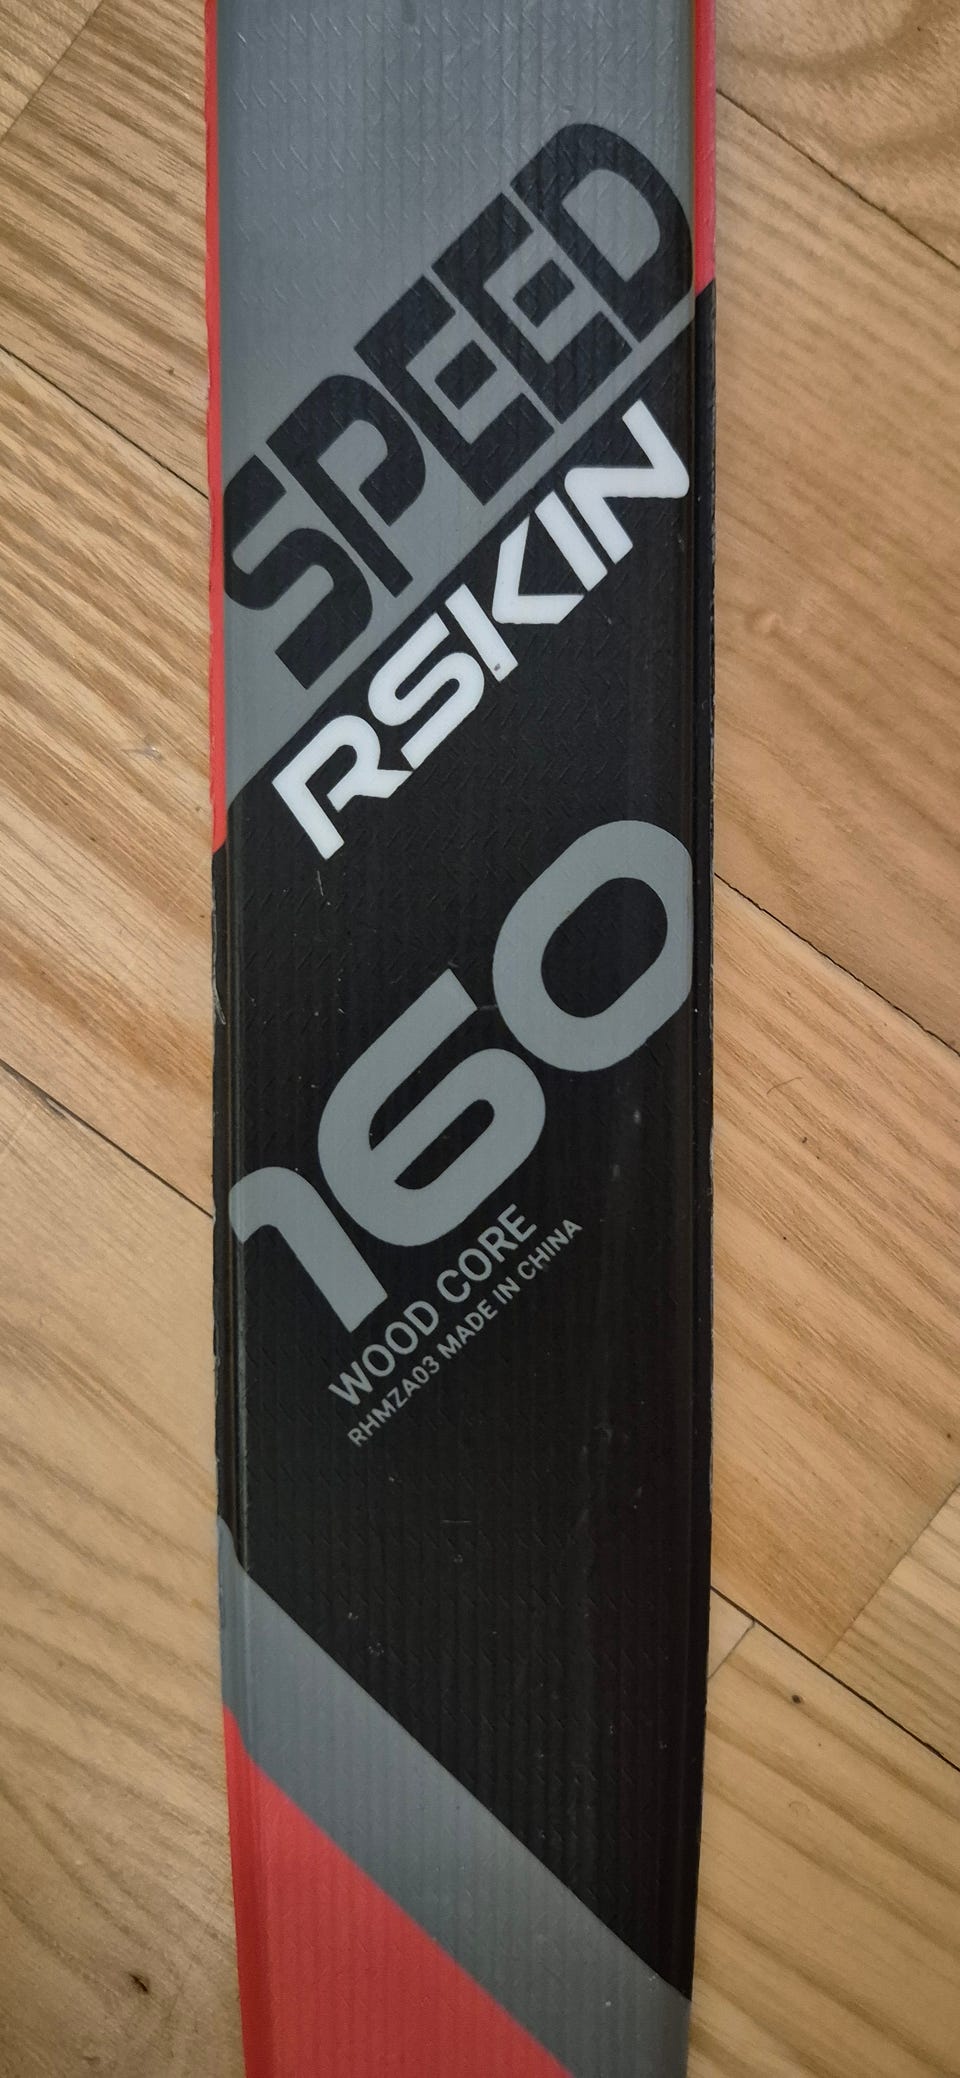 SPEED
RSKIN
160
WOOD CORE
RHMZA03 MADE IN CHINA